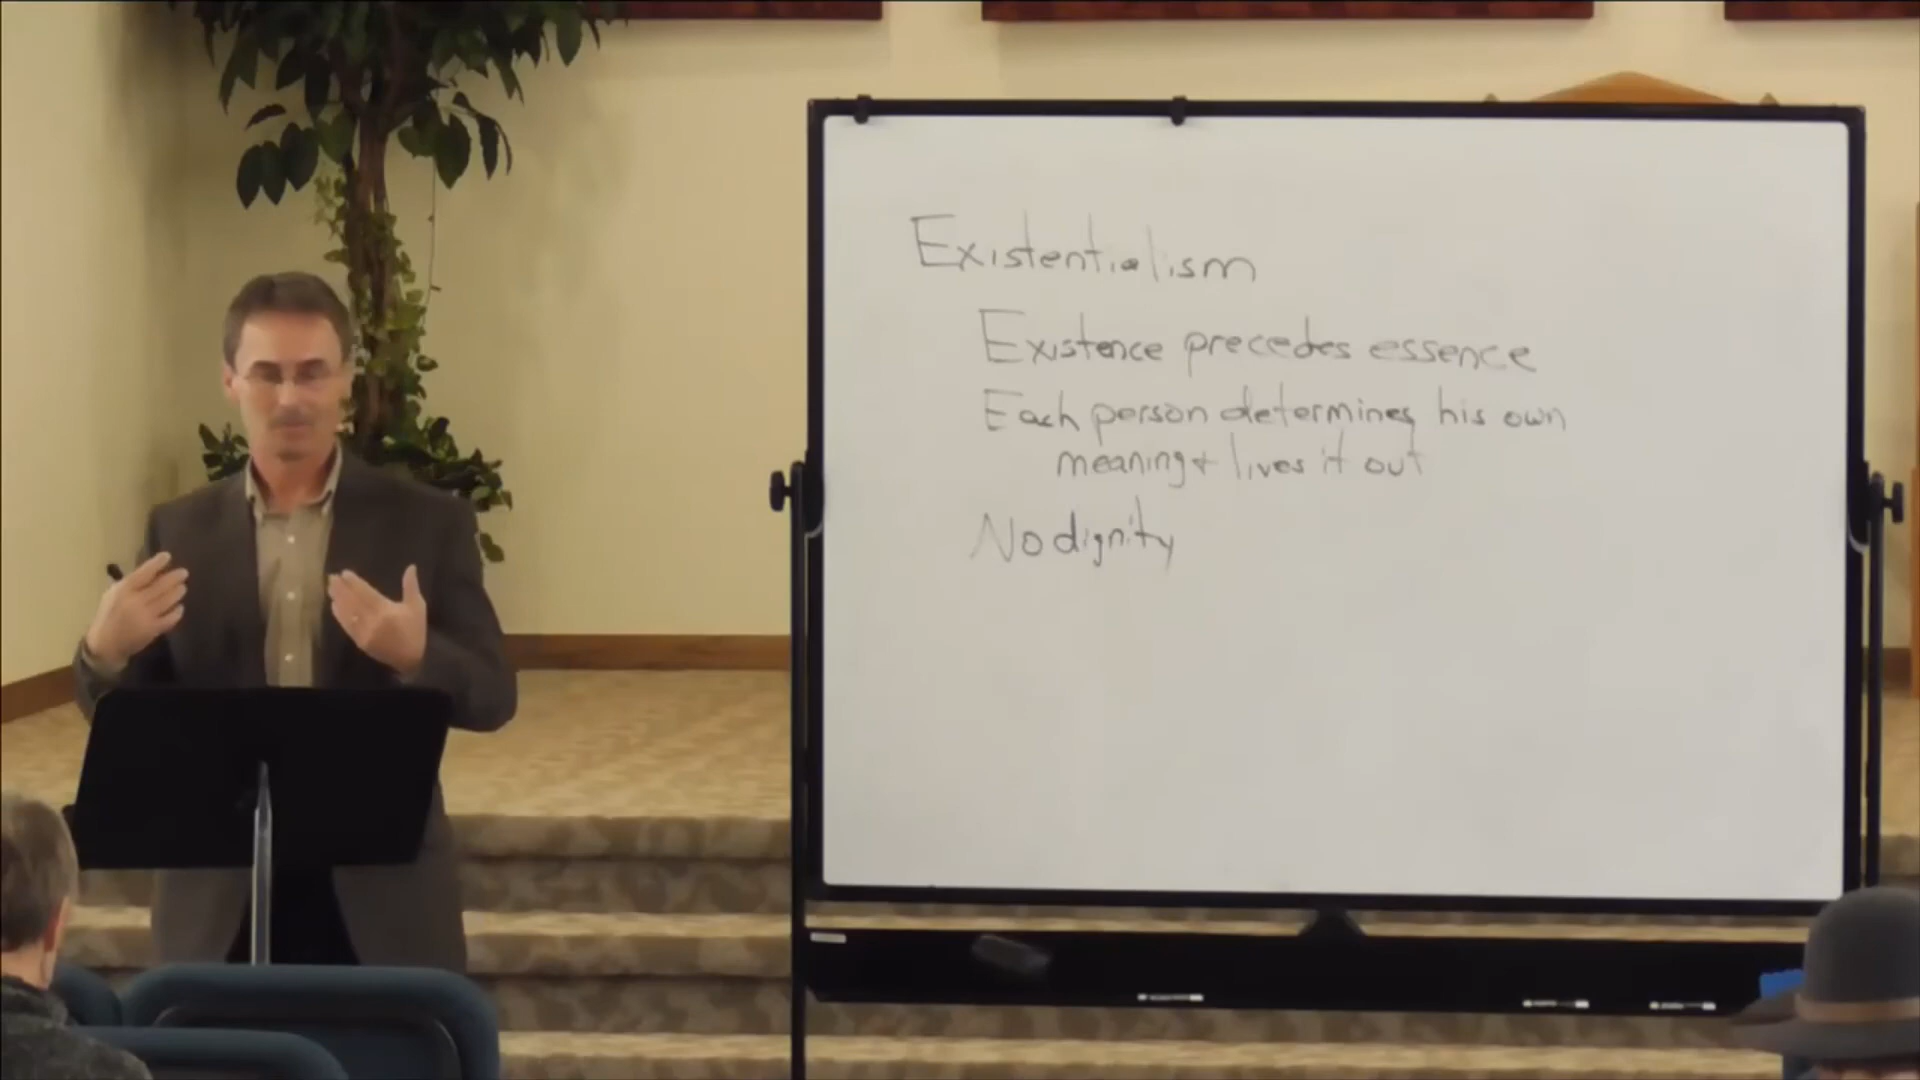 Existentialism
Existence precedes essence
Each person determines his own
meaning + lives it out
No dignity